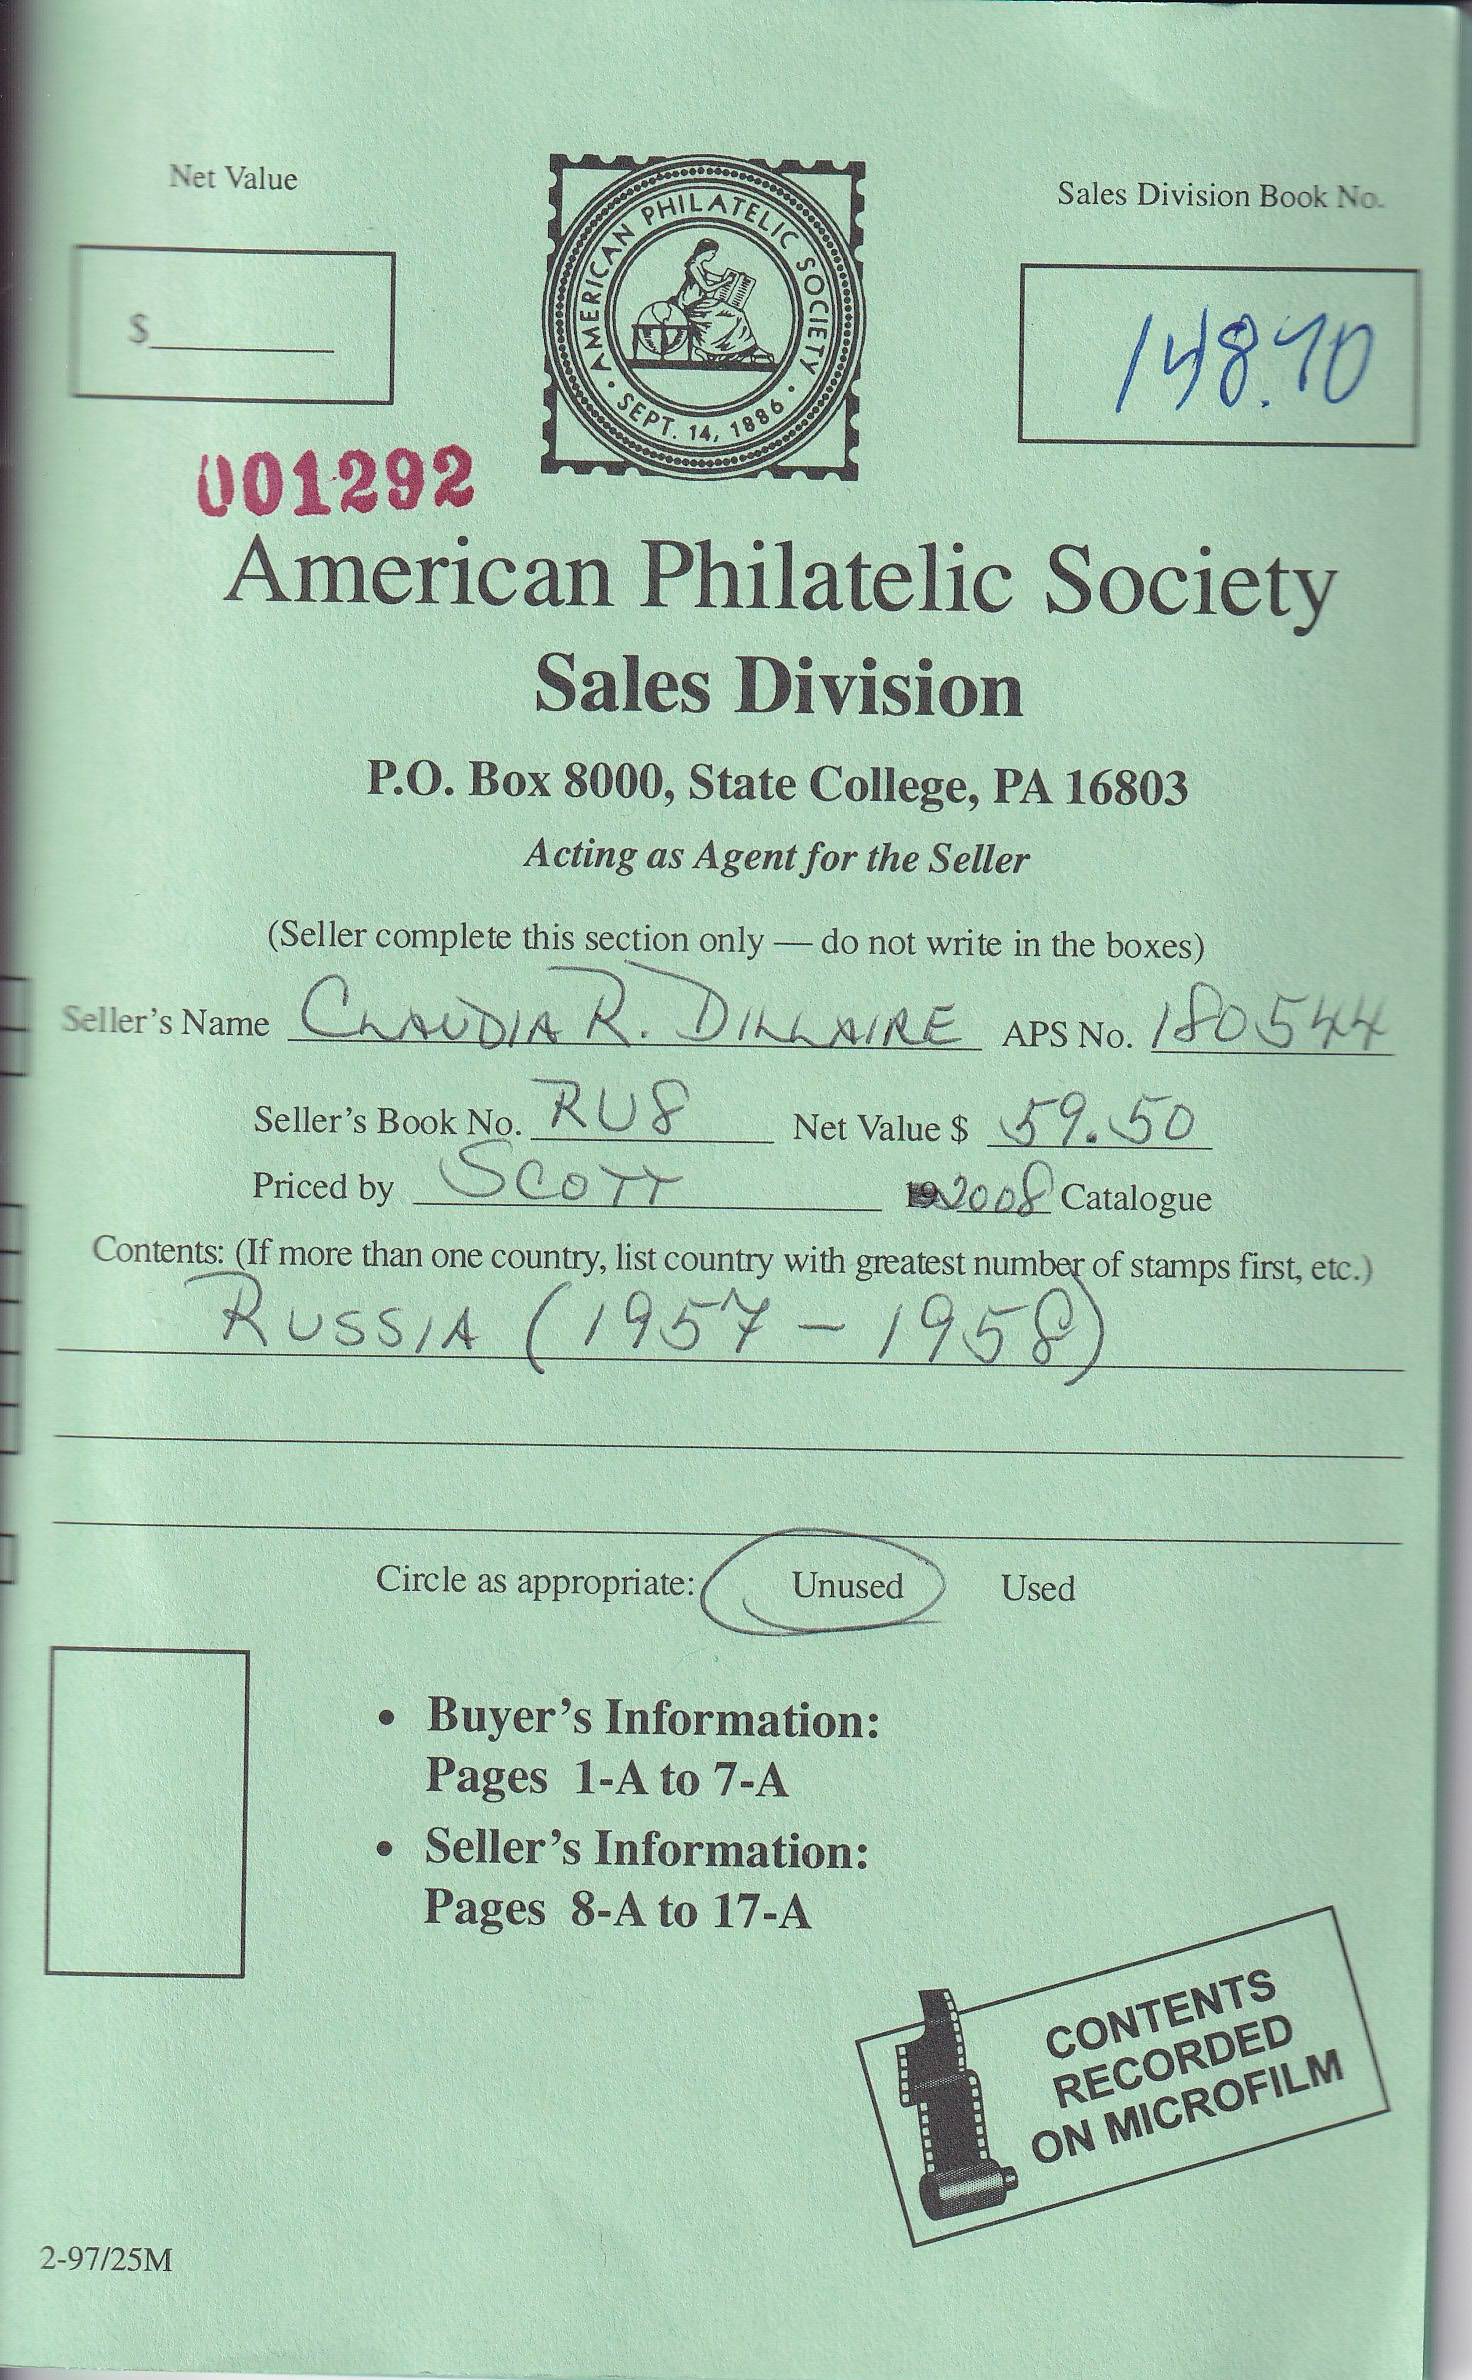 Net Value
Sales Division Book No.
$
148.70
AMERICAN PHILATELIC SOCIETY
· SEPT. 14, 1886 ·
001292
American Philatelic Society
Sales Division
P.O. Box 8000, State College, PA 16803
Acting as Agent for the Seller
(Seller complete this section only — do not write in the boxes)
Seller's Name CLAUDIA R. DILLAIRE APS No. 180544
Seller's Book No. RU8 Net Value $ 59.50
Priced by SCOTT 19 2008 Catalogue
Contents: (If more than one country, list country with greatest number of stamps first, etc.)
RUSSIA (1957 – 1958)
Circle as appropriate: Unused Used
• Buyer's Information:
Pages 1-A to 7-A
• Seller's Information:
Pages 8-A to 17-A
CONTENTS
RECORDED
ON MICROFILM
2-97/25M